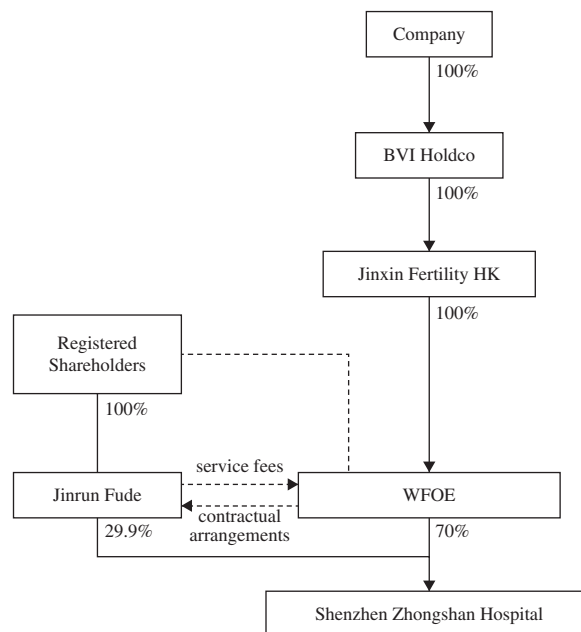 Company
100%
BVI Holdco
100%
Jinxin Fertility HK
100%
Registered
Shareholders
100%
service fees
Jinrun Fude
WFOE
contractual
arrangements
29.9%
70%
Shenzhen Zhongshan Hospital